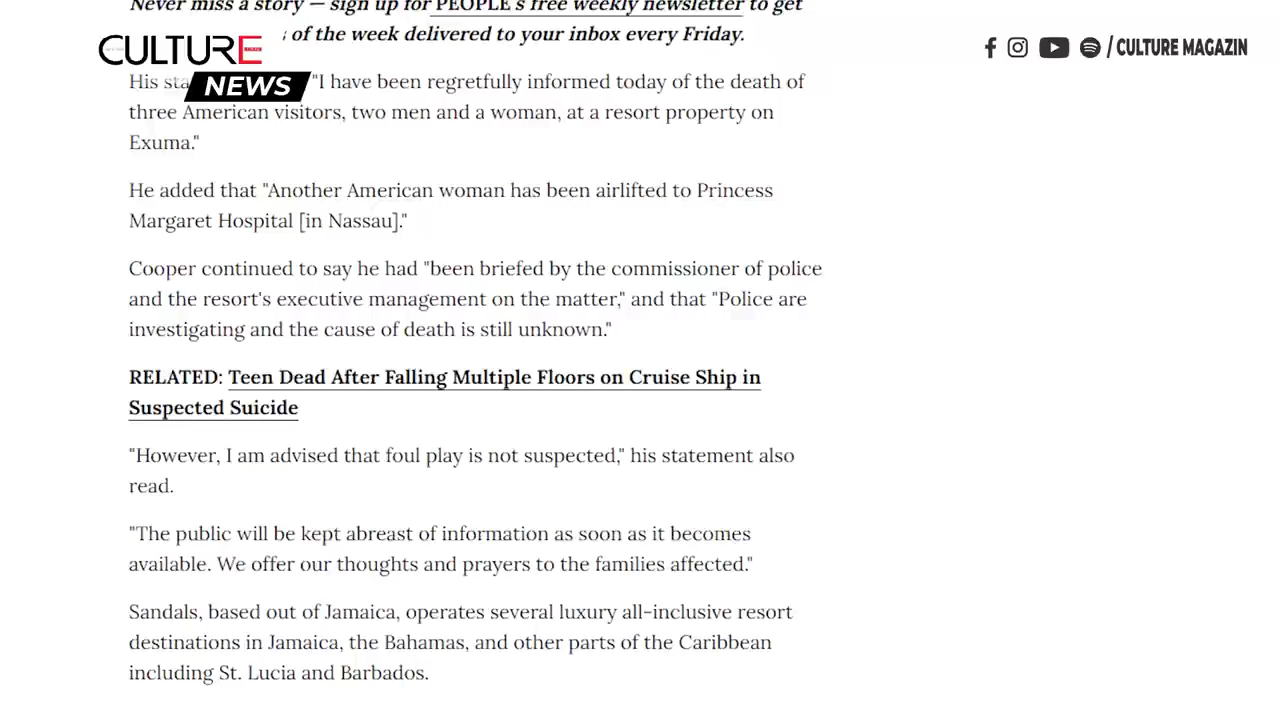 Never miss a story — sign up for PEOPLE's free weekly newsletter to get
of the week delivered to your inbox every Friday.
CULTURE
NEWS
/ CULTURE MAGAZIN
His sta "I have been regretfully informed today of the death of
three American visitors, two men and a woman, at a resort property on
Exuma."
He added that "Another American woman has been airlifted to Princess
Margaret Hospital [in Nassau]."
Cooper continued to say he had "been briefed by the commissioner of police
and the resort's executive management on the matter," and that "Police are
investigating and the cause of death is still unknown."
RELATED: Teen Dead After Falling Multiple Floors on Cruise Ship in
Suspected Suicide
"However, I am advised that foul play is not suspected," his statement also
read.
"The public will be kept abreast of information as soon as it becomes
available. We offer our thoughts and prayers to the families affected."
Sandals, based out of Jamaica, operates several luxury all-inclusive resort
destinations in Jamaica, the Bahamas, and other parts of the Caribbean
including St. Lucia and Barbados.